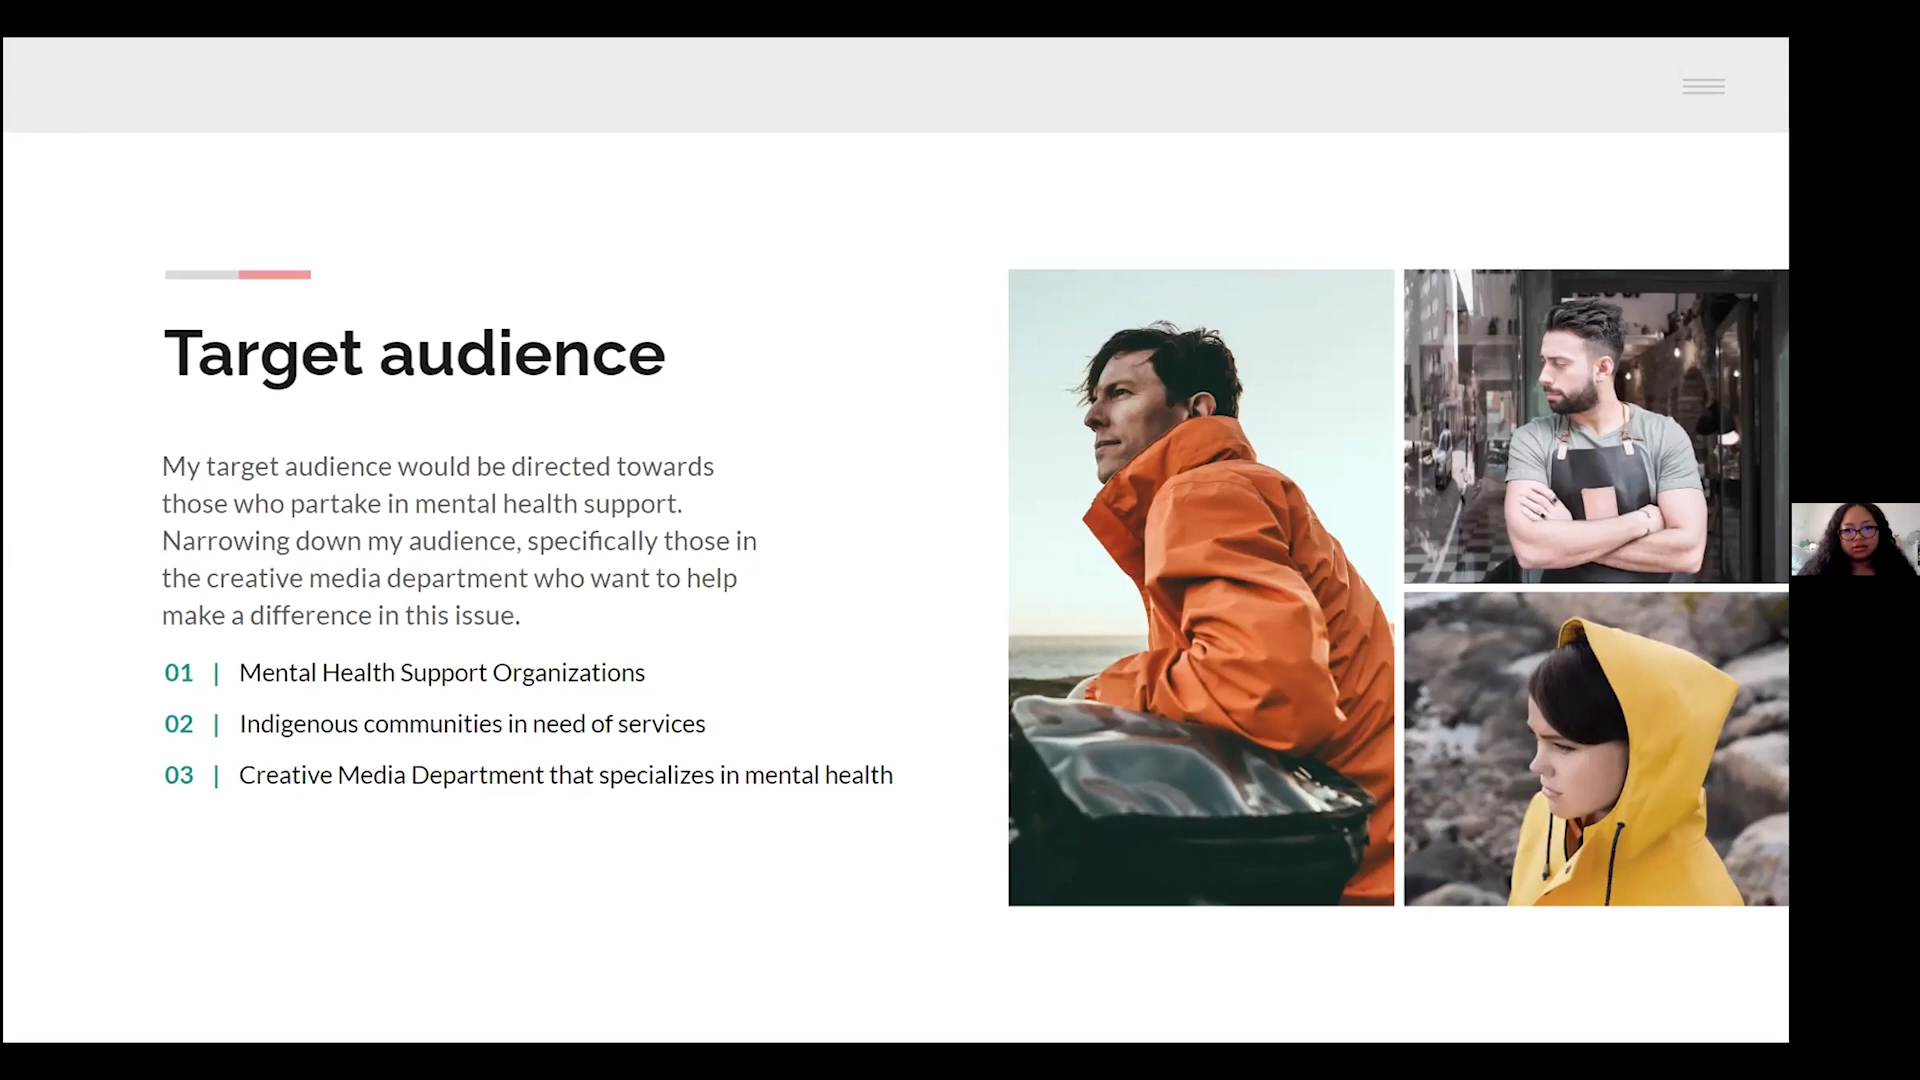 Target audience
My target audience would be directed towards
those who partake in mental health support.
Narrowing down my audience, specifically those in
the creative media department who want to help
make a difference in this issue.
01 | Mental Health Support Organizations
02 | Indigenous communities in need of services
03 | Creative Media Department that specializes in mental health